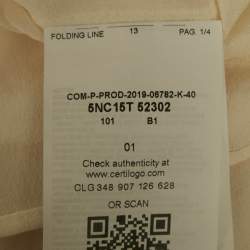 FOLDING LINE 13 PAG. 1/4
COM-P-PROD-2019-06782-K-40
5NC15T 52302
101 B1
01
Check authenticity at
www.certilogo.com
CLG 348 907 126 628
OR SCAN